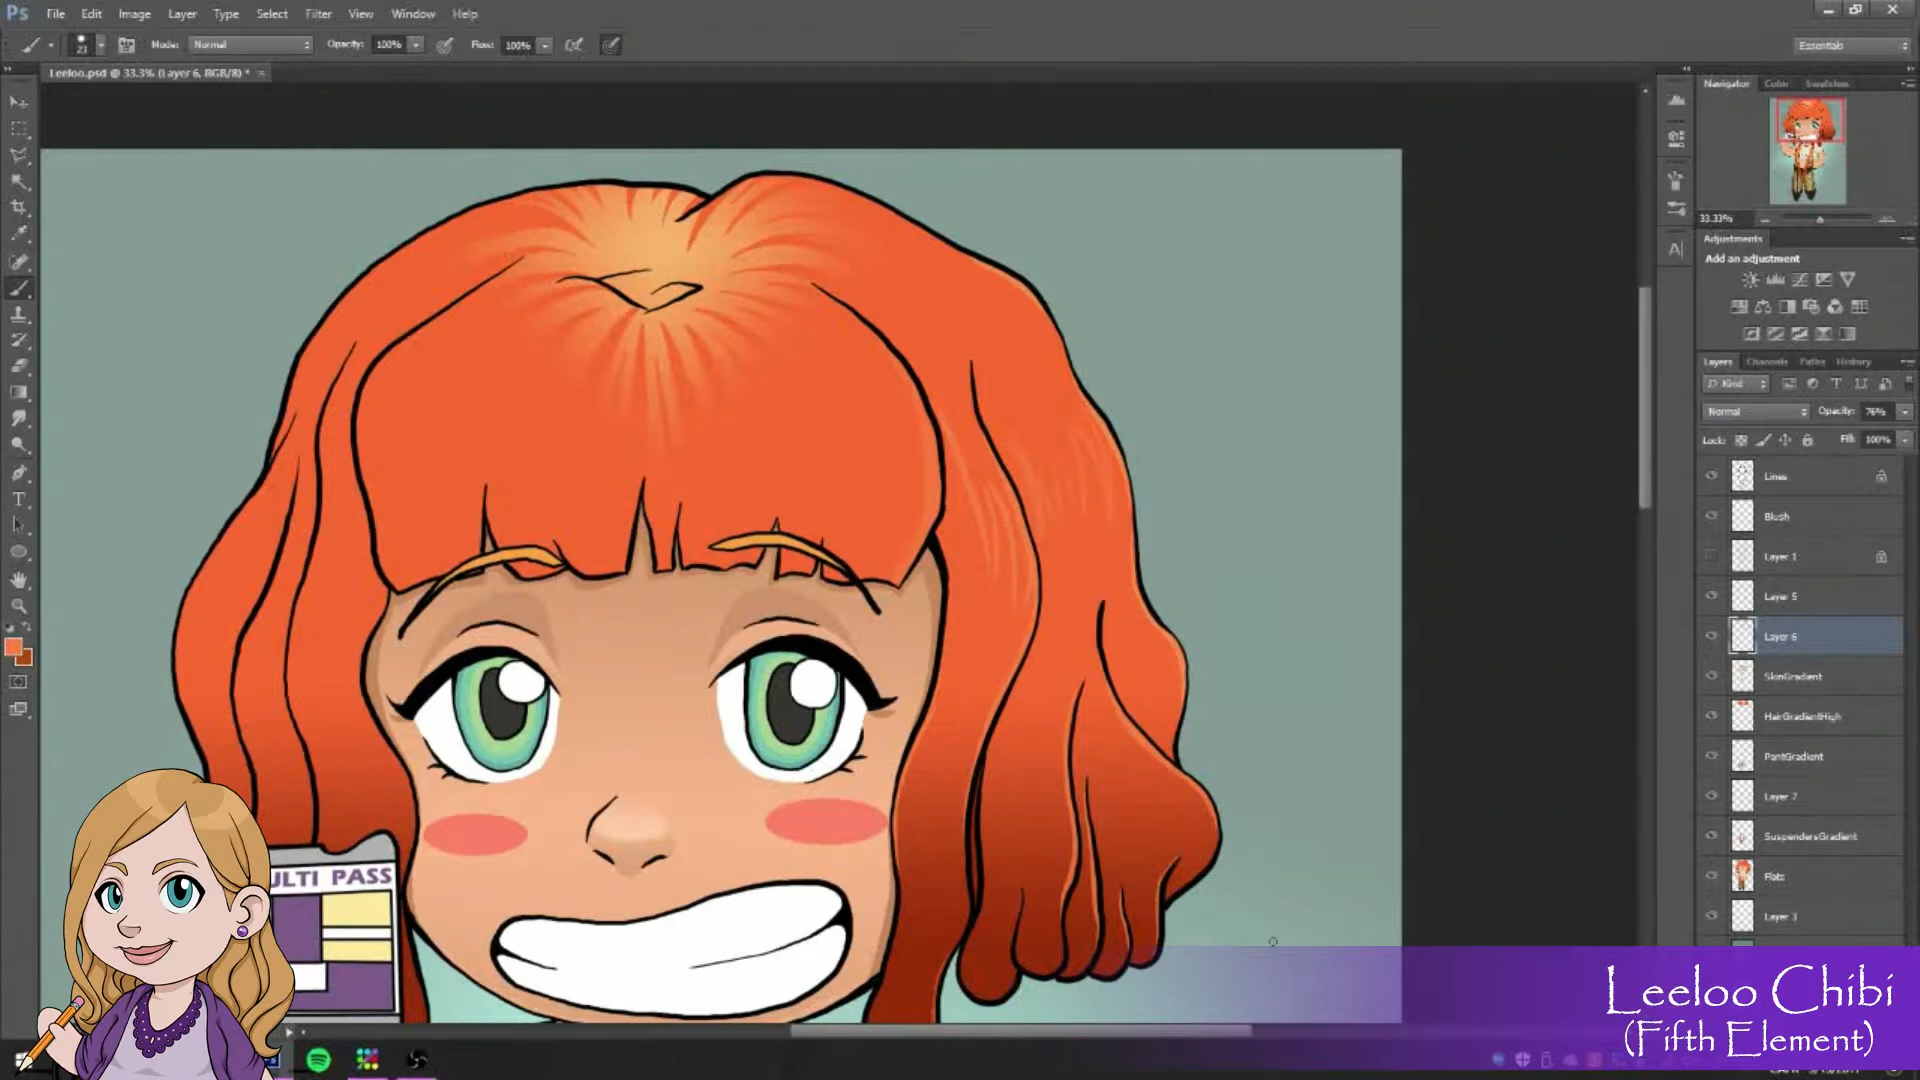 Ps File Edit Image Layer Type Select Filter View Window Help
23 Mode: Normal Opacity: 100% Flow: 100% Essentials
Leeloo.psd @ 33.3% (Layer 6, RGB/8) *
Navigator Color Swatches
33.33%
Adjustments
Add an adjustment
Layers Channels Paths History
Kind
Normal Opacity: 76%
Lock: Fill: 100%
Lines
Blush
Layer 1
Layer 5
Layer 6
SkinGradient
HairGradientHigh
PantGradient
Layer 7
SuspendersGradient
Flats
Layer 3
ULTI PASS
Leeloo Chibi
(Fifth Element)